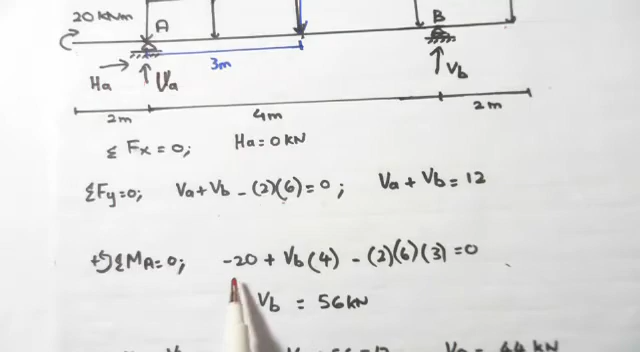 20 kNm A B
Ha Va 3m Vb
2m 4m 2m
Σ Fx = 0; Ha = 0 kN
ΣFy = 0; Va + Vb - (2)(6) = 0; Va + Vb = 12
+↺ΣMA = 0; -20 + Vb(4) - (2)(6)(3) = 0
Vb = 56 kN